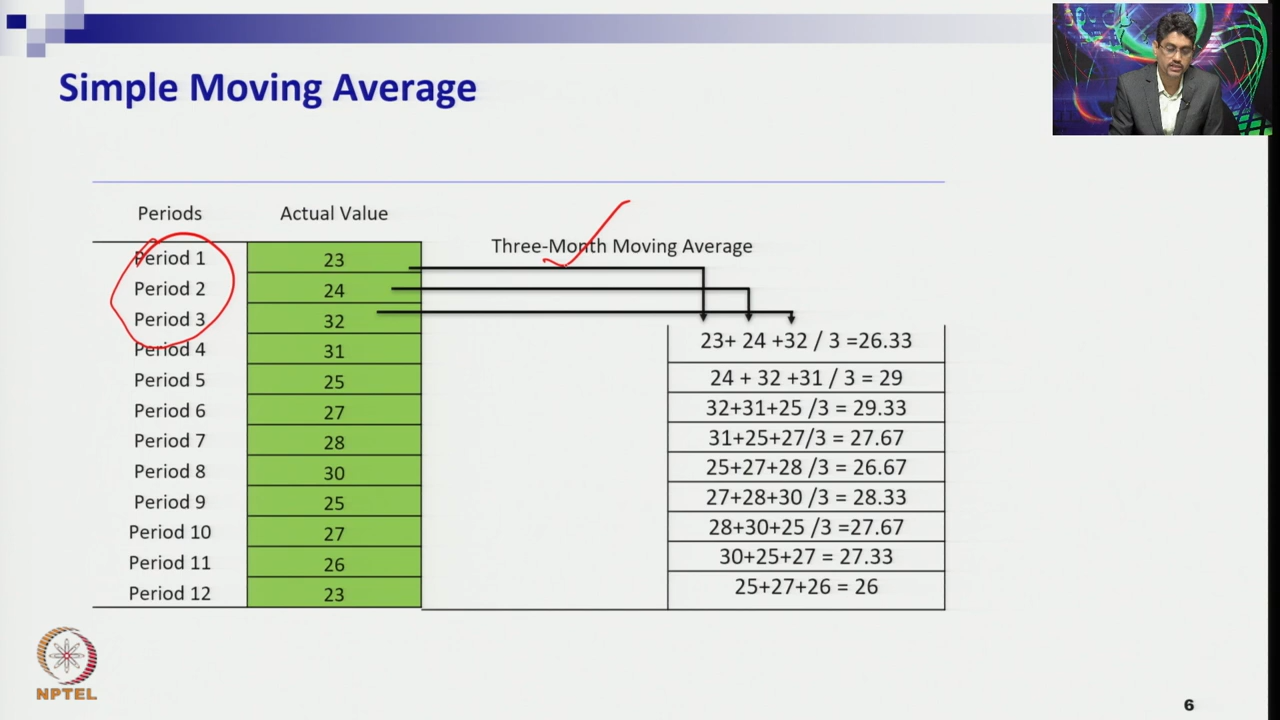 Simple Moving Average
Periods Actual Value
Three-Month Moving Average
Period 1 23
Period 2 24
Period 3 32
23+ 24 +32 / 3 =26.33
Period 4 31
24 + 32 +31 / 3 = 29
Period 5 25
32+31+25 /3 = 29.33
Period 6 27
31+25+27/3 = 27.67
Period 7 28
25+27+28 /3 = 26.67
Period 8 30
27+28+30 /3 = 28.33
Period 9 25
28+30+25 /3 =27.67
Period 10 27
30+25+27 = 27.33
Period 11 26
25+27+26 = 26
Period 12 23
NPTEL
6